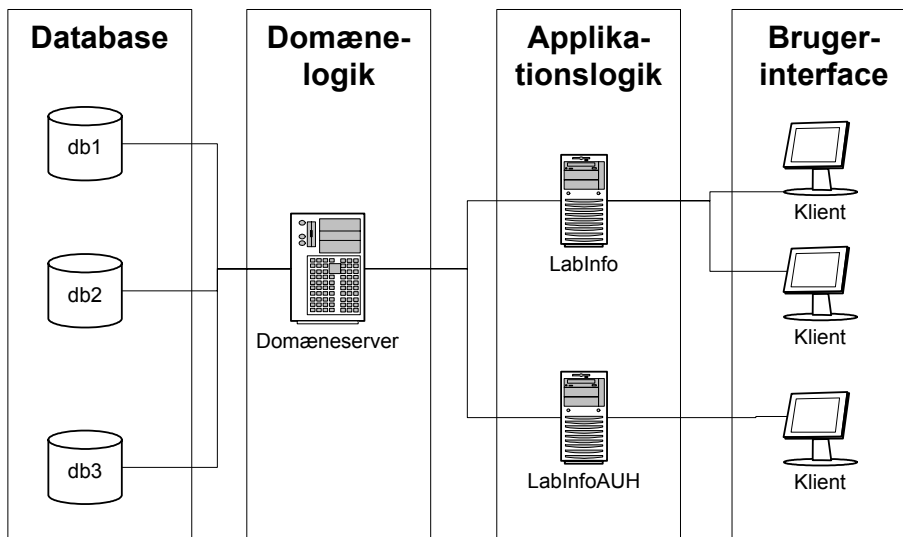 Database
Domæne-
logik
Applika-
tionslogik
Bruger-
interface
db1
db2
db3
Domæneserver
LabInfo
LabInfoAUH
Klient
Klient
Klient